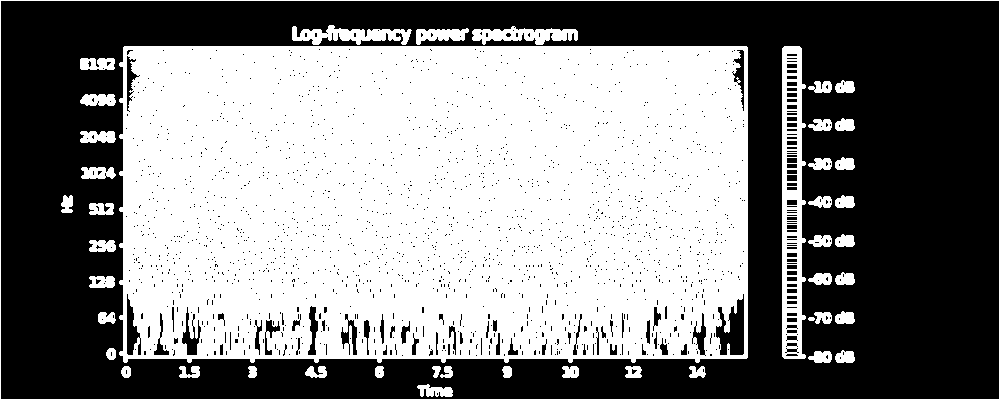 Log-frequency power spectrogram
8192
4096
2048
1024
512
256
128
64
0
Hz
0 1.5 3 4.5 6 7.5 9 10 12 14
Time
-10 dB
-20 dB
-30 dB
-40 dB
-50 dB
-60 dB
-70 dB
-80 dB